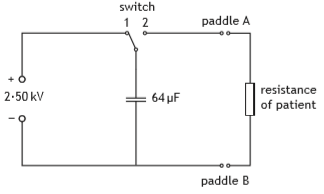 switch
1 2
paddle A
+
2·50 kV
−
64 µF
resistance
of patient
paddle B